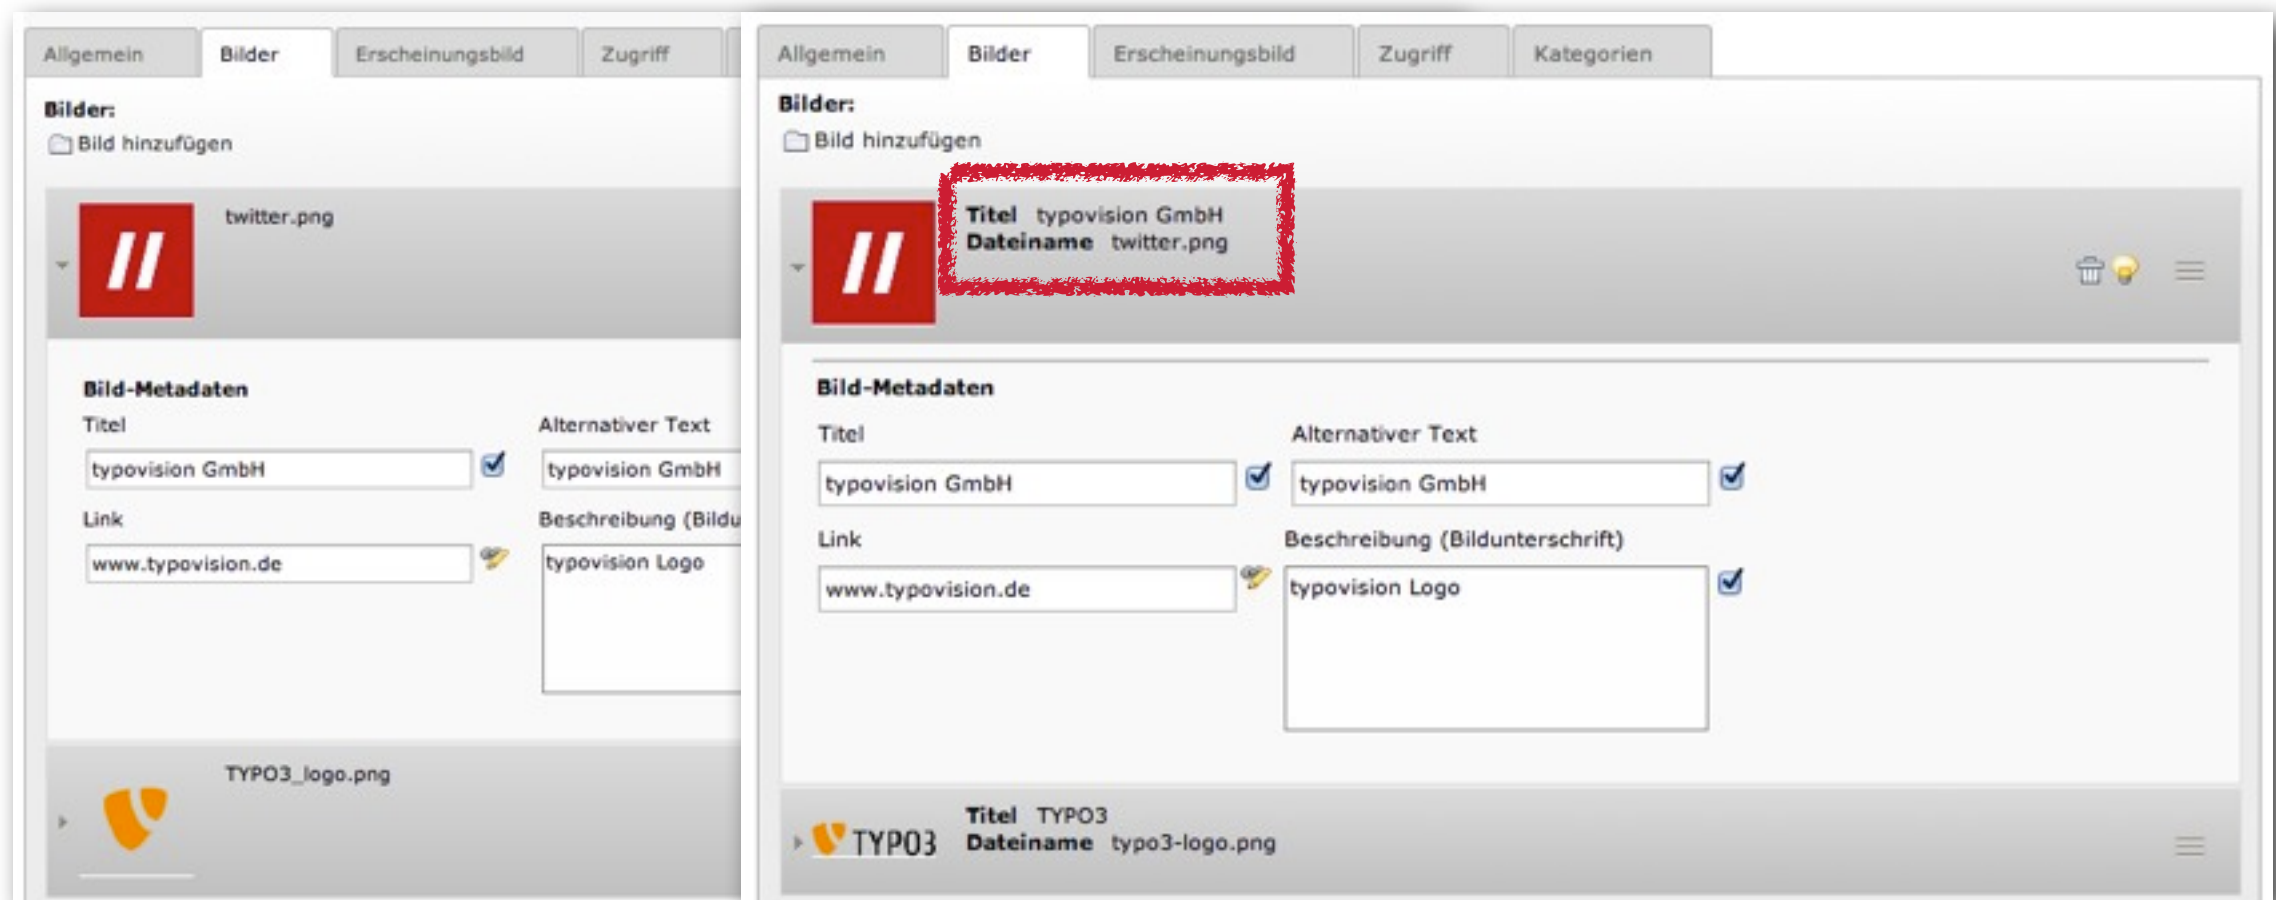 Allgemein Bilder Erscheinungsbild Zugriff
Bilder:
Bild hinzufügen
twitter.png
Bild-Metadaten
Titel Alternativer Text
typovision GmbH typovision GmbH
Link Beschreibung (Bildu
www.typovision.de typovision Logo
TYPO3_logo.png
Allgemein Bilder Erscheinungsbild Zugriff Kategorien
Bilder:
Bild hinzufügen
Titel typovision GmbH
Dateiname twitter.png
Bild-Metadaten
Titel Alternativer Text
typovision GmbH typovision GmbH
Link Beschreibung (Bildunterschrift)
www.typovision.de typovision Logo
TYPO3
Titel TYPO3
Dateiname typo3-logo.png